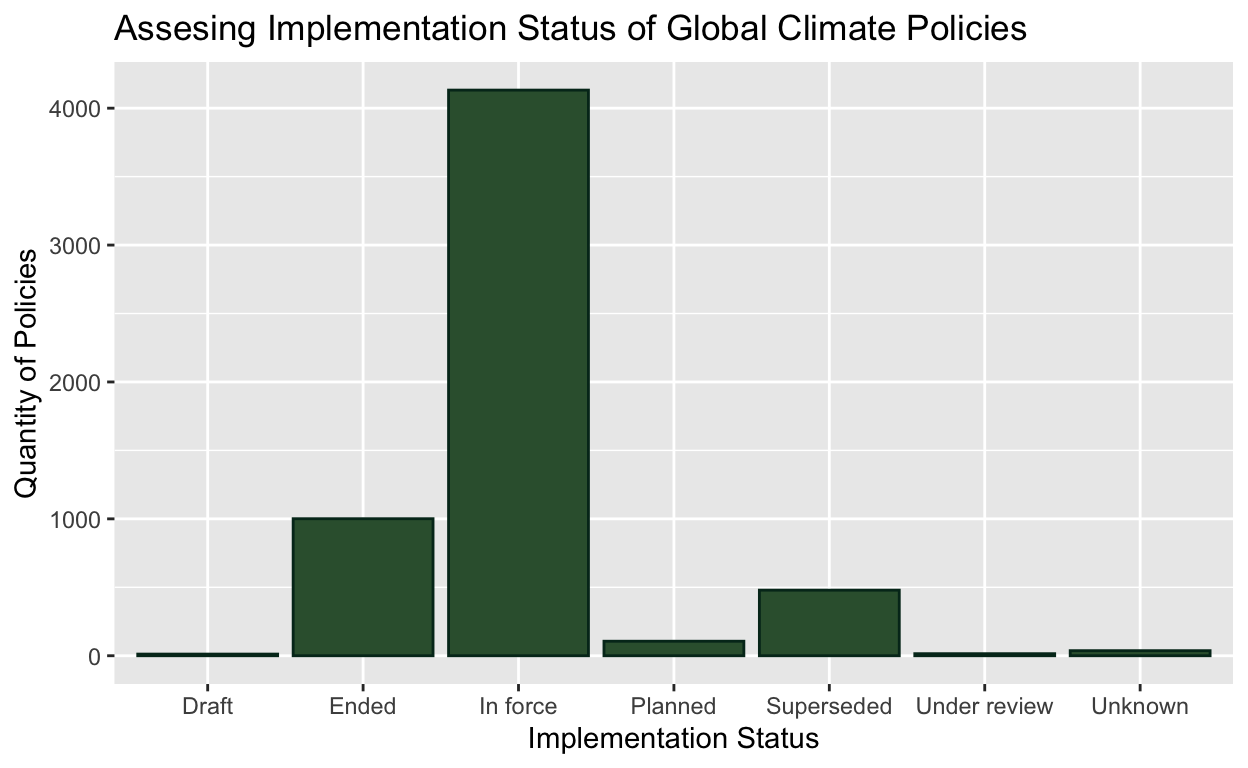 Assesing Implementation Status of Global Climate Policies
Quantity of Policies
4000
3000
2000
1000
0
Draft Ended In force Planned Superseded Under review Unknown
Implementation Status